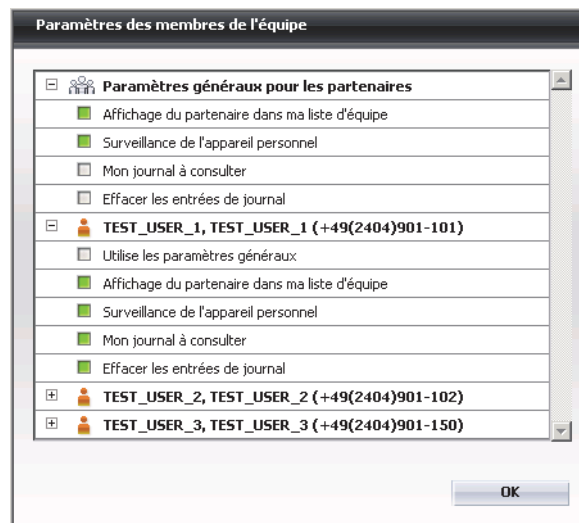 Paramètres des membres de l'équipe
Paramètres généraux pour les partenaires
Affichage du partenaire dans ma liste d'équipe
Surveillance de l'appareil personnel
Mon journal à consulter
Effacer les entrées de journal
TEST_USER_1, TEST_USER_1 (+49(2404)901-101)
Utilise les paramètres généraux
Affichage du partenaire dans ma liste d'équipe
Surveillance de l'appareil personnel
Mon journal à consulter
Effacer les entrées de journal
TEST_USER_2, TEST_USER_2 (+49(2404)901-102)
TEST_USER_3, TEST_USER_3 (+49(2404)901-150)
OK